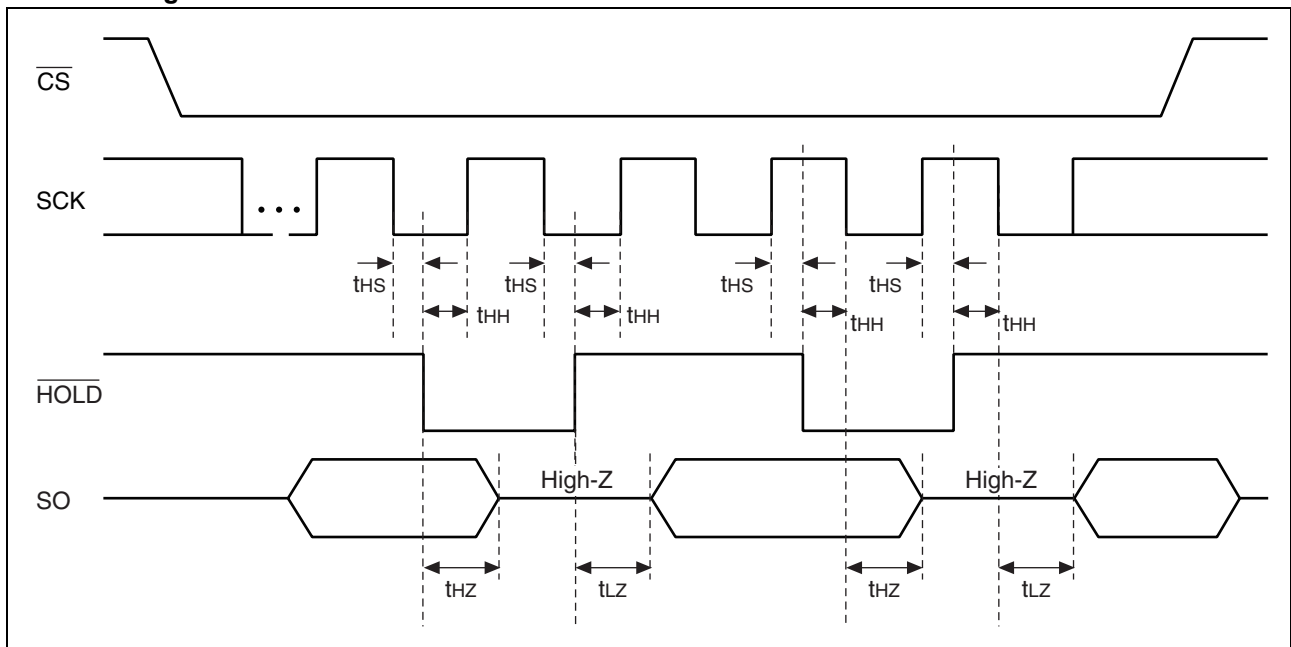 CS
SCK
...
tHS tHS tHS tHS
tHH tHH tHH tHH
HOLD
High-Z High-Z
SO
tHZ tLZ tHZ tLZ